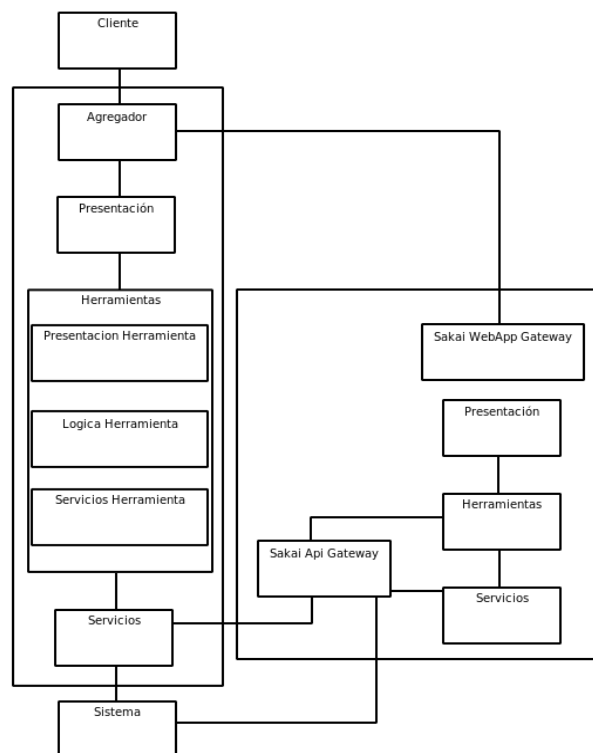 Cliente
Agregador
Presentación
Herramientas
Presentacion Herramienta
Logica Herramienta
Servicios Herramienta
Servicios
Sistema
Sakai WebApp Gateway
Presentación
Herramientas
Sakai Api Gateway
Servicios